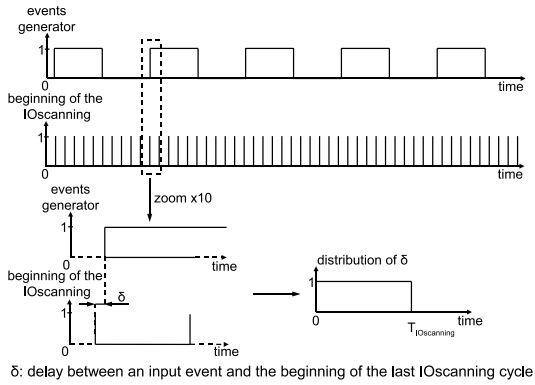 events
generator
1
0
time
beginning of the
IOscanning
1
0
time
events
generator
zoom x10
1
0
time
beginning of the
IOscanning
δ
1
0
time
distribution of δ
1
0
T IOscanning
time
δ: delay between an input event and the beginning of the last IOscanning cycle